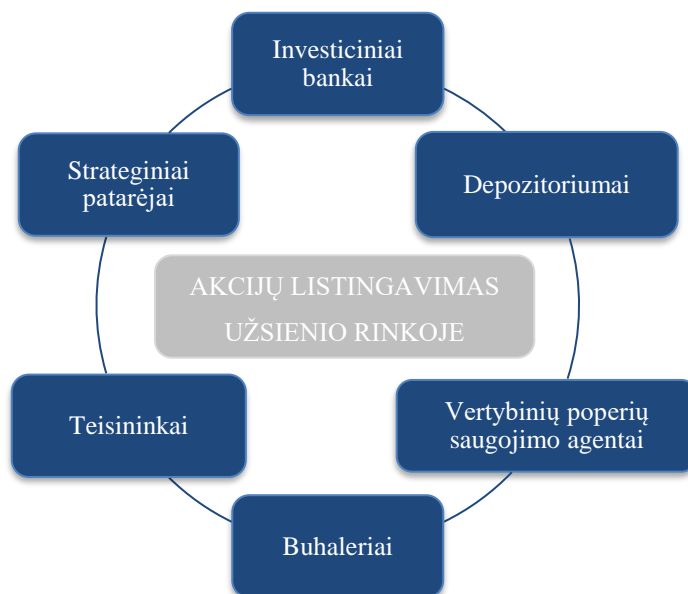 Investiciniai
bankai
Strateginiai
patarėjai
Depozitoriumai
AKCIJŲ LISTINGAVIMAS
UŽSIENIO RINKOJE
Teisininkai
Vertybinių poperių
saugojimo agentai
Buhaleriai